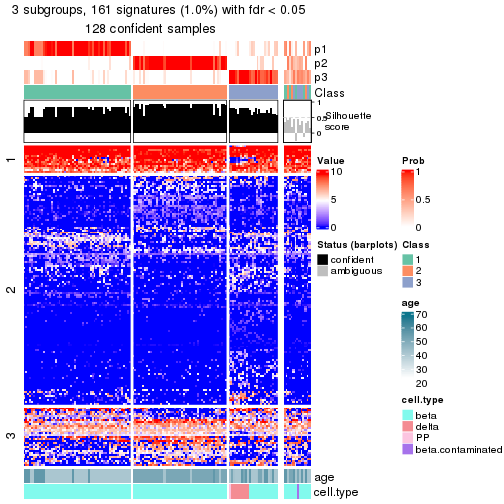 3 subgroups, 161 signatures (1.0%) with fdr < 0.05
128 confident samples
p1
p2
p3
Class
1
0.5
0
Silhouette
score
1
2
3
age
cell.type
Value
10
5
0
Prob
1
0.5
0
Status (barplots)
confident
ambiguous
Class
1
2
3
age
70
60
50
40
30
20
cell.type
beta
delta
PP
beta.contaminated